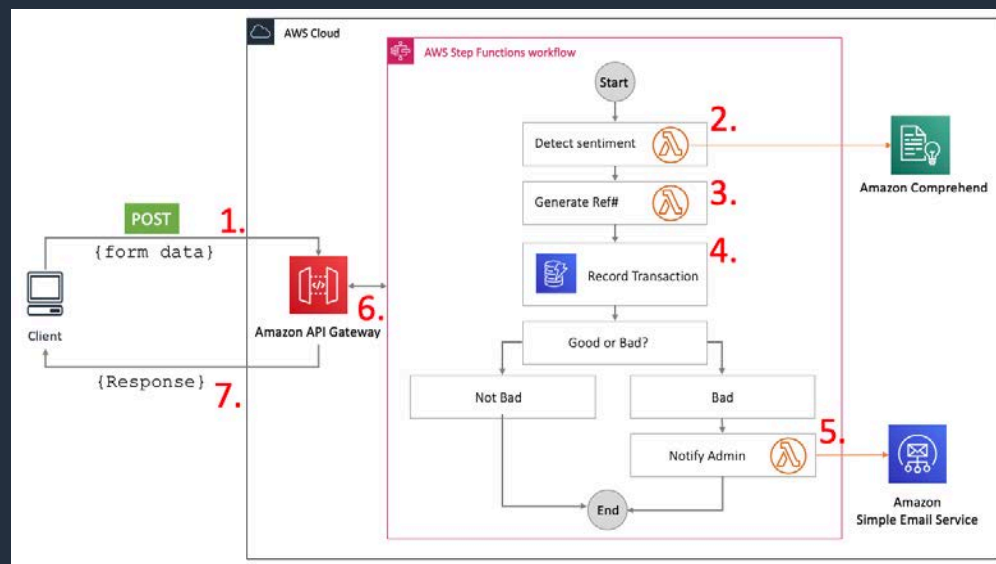 AWS Cloud
AWS Step Functions workflow
Start
2.
Detect sentiment
Amazon Comprehend
3.
Generate Ref#
POST
1.
{form data}
4.
Record Transaction
6.
Client
Amazon API Gateway
Good or Bad?
{Response}
7.
Not Bad
Bad
5.
Notify Admin
End
Amazon
Simple Email Service